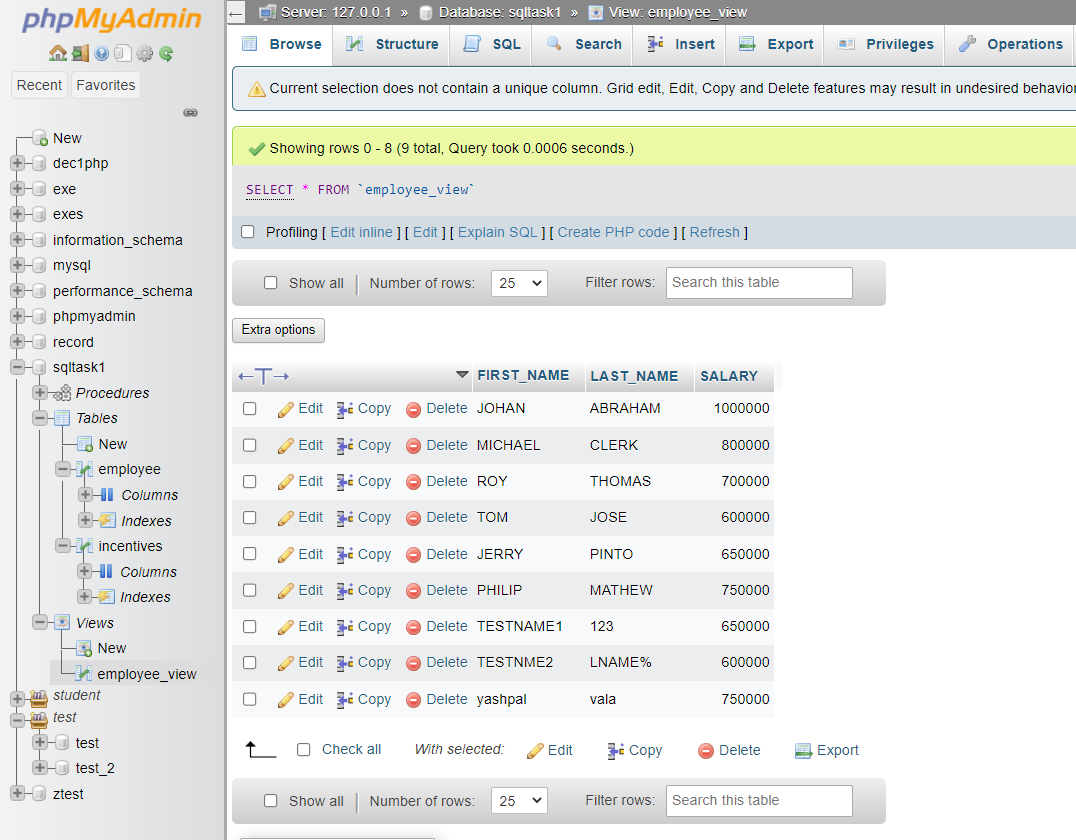 phpMyAdmin
Recent Favorites
New
dec1php
exe
exes
information_schema
mysql
performance_schema
phpmyadmin
record
sqltask1
Procedures
Tables
New
employee
Columns
Indexes
incentives
Columns
Indexes
Views
New
employee_view
student
test
test
test_2
ztest
Server: 127.0.0.1 » Database: sqltask1 » View: employee_view
Browse Structure SQL Search Insert Export Privileges Operations
Current selection does not contain a unique column. Grid edit, Edit, Copy and Delete features may result in undesired behavior
Showing rows 0 - 8 (9 total, Query took 0.0006 seconds.)
SELECT * FROM `employee_view`
Profiling [ Edit inline ] [ Edit ] [ Explain SQL ] [ Create PHP code ] [ Refresh ]
Show all | Number of rows: 25 Filter rows: Search this table
Extra options
←T→ FIRST_NAME LAST_NAME SALARY
Edit Copy Delete JOHAN ABRAHAM 1000000
Edit Copy Delete MICHAEL CLERK 800000
Edit Copy Delete ROY THOMAS 700000
Edit Copy Delete TOM JOSE 600000
Edit Copy Delete JERRY PINTO 650000
Edit Copy Delete PHILIP MATHEW 750000
Edit Copy Delete TESTNAME1 123 650000
Edit Copy Delete TESTNME2 LNAME% 600000
Edit Copy Delete yashpal vala 750000
Check all With selected: Edit Copy Delete Export
Show all | Number of rows: 25 Filter rows: Search this table